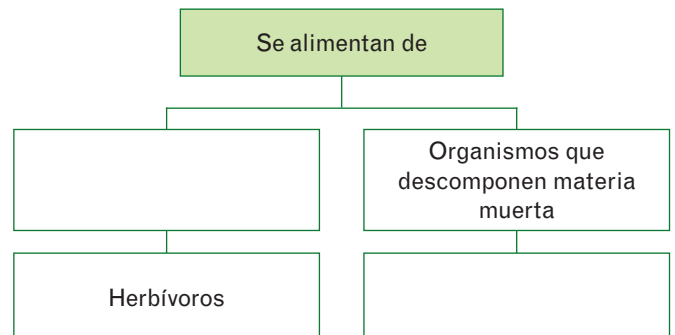 Se alimentan de
Organismos que
descomponen materia
muerta
Herbívoros